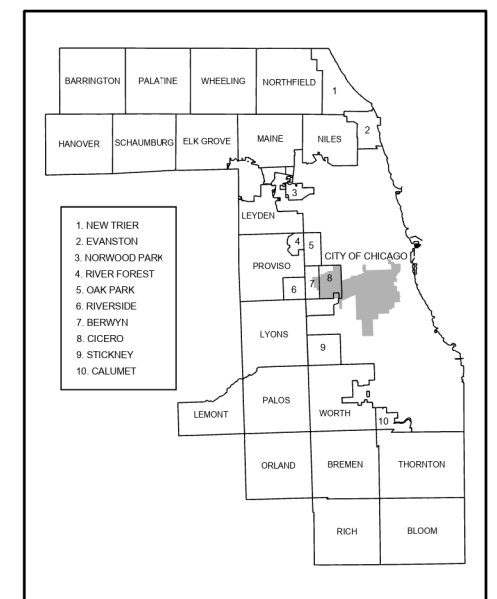 BARRINGTON PALATINE WHEELING NORTHFIELD 1
HANOVER SCHAUMBURG ELK GROVE MAINE NILES 2
3
LEYDEN
1. NEW TRIER
2. EVANSTON
3. NORWOOD PARK
4. RIVER FOREST
5. OAK PARK
6. RIVERSIDE
7. BERWYN
8. CICERO
9. STICKNEY
10. CALUMET
4 5
CITY OF CHICAGO
PROVISO
6 7 8
LYONS 9
PALOS
LEMONT WORTH 10
ORLAND BREMEN THORNTON
RICH BLOOM